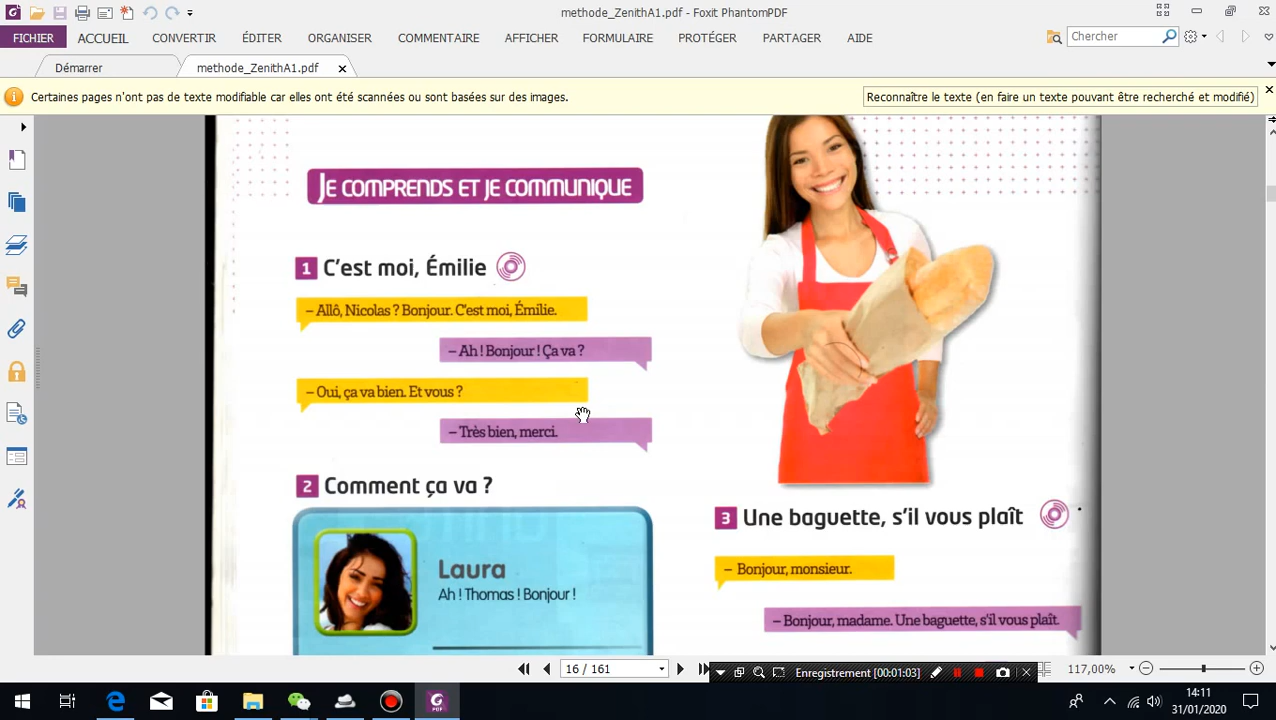 methode_ZenithA1.pdf - Foxit PhantomPDF
FICHIER ACCUEIL CONVERTIR ÉDITER ORGANISER COMMENTAIRE AFFICHER FORMULAIRE PROTÉGER PARTAGER AIDE Chercher
Démarrer methode_ZenithA1.pdf
Certaines pages n'ont pas de texte modifiable car elles ont été scannées ou sont basées sur des images. Reconnaître le texte (en faire un texte pouvant être recherché et modifié)
JE COMPRENDS ET JE COMMUNIQUE
1 C'est moi, Émilie
– Allô, Nicolas ? Bonjour. C'est moi, Émilie.
– Ah ! Bonjour ! Ça va ?
– Oui, ça va bien. Et vous ?
– Très bien, merci.
2 Comment ça va ?
Laura
Ah ! Thomas ! Bonjour !
3 Une baguette, s'il vous plaît
– Bonjour, monsieur.
– Bonjour, madame. Une baguette, s'il vous plaît.
16 / 161
Enregistrement [00:01:03]
117,00%
14:11
31/01/2020